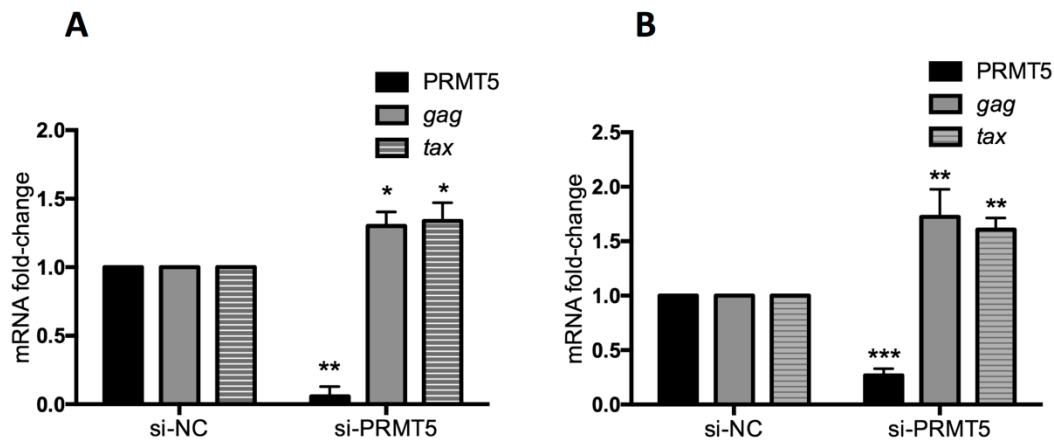 A
PRMT5
gag
tax
mRNA fold-change
2.0
1.5
1.0
0.5
0.0
*
*
**
si-NC
si-PRMT5
B
PRMT5
gag
tax
mRNA fold-change
2.5
2.0
1.5
1.0
0.5
0.0
**
**
***
si-NC
si-PRMT5